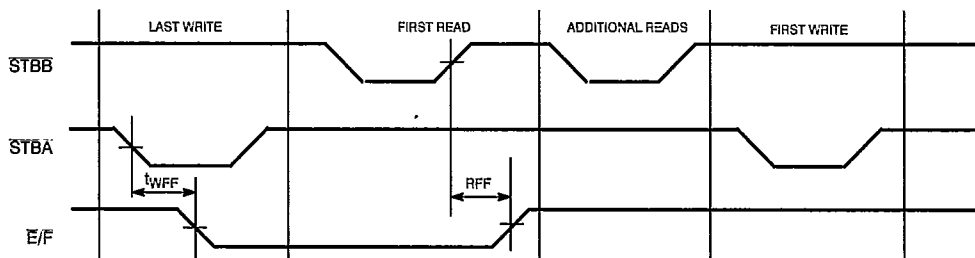 LAST WRITE
FIRST READ
ADDITIONAL READS
FIRST WRITE
STBB
STBA
tWFF
RFF
E/F